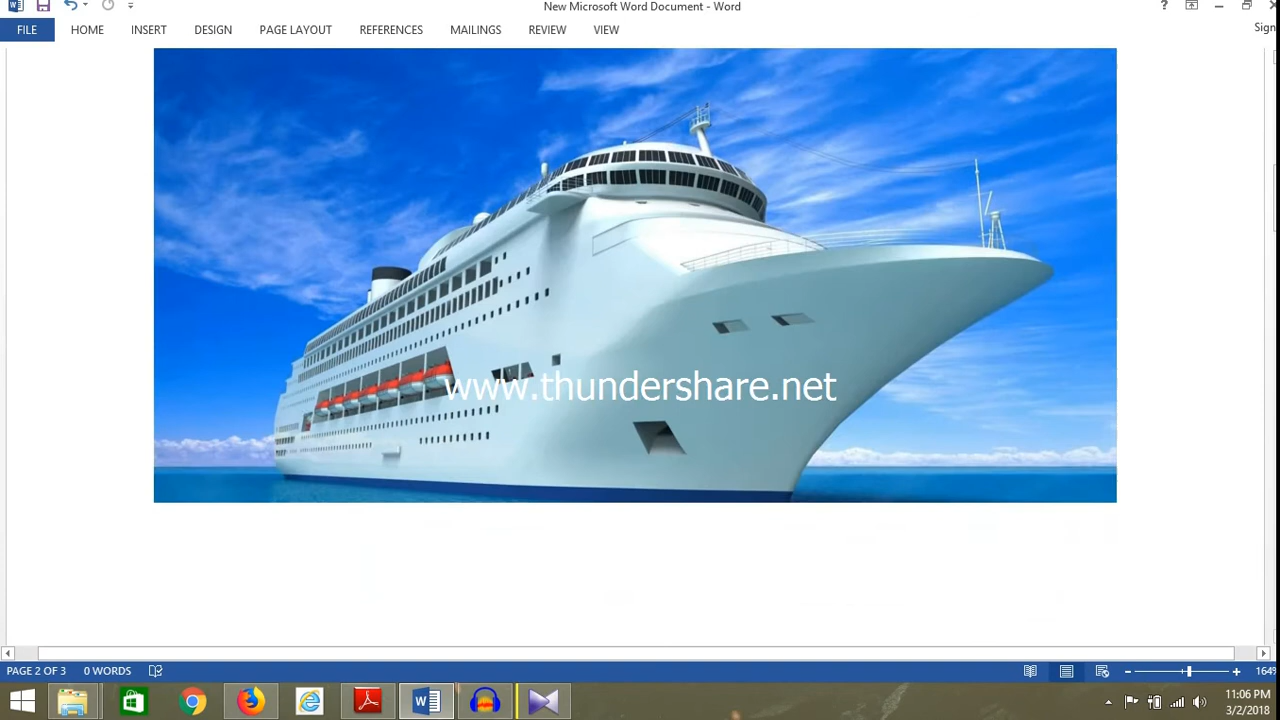 New Microsoft Word Document - Word
?
FILE HOME INSERT DESIGN PAGE LAYOUT REFERENCES MAILINGS REVIEW VIEW Sign
www.thundershare.net
PAGE 2 OF 3 0 WORDS 164%
11:06 PM
3/2/2018